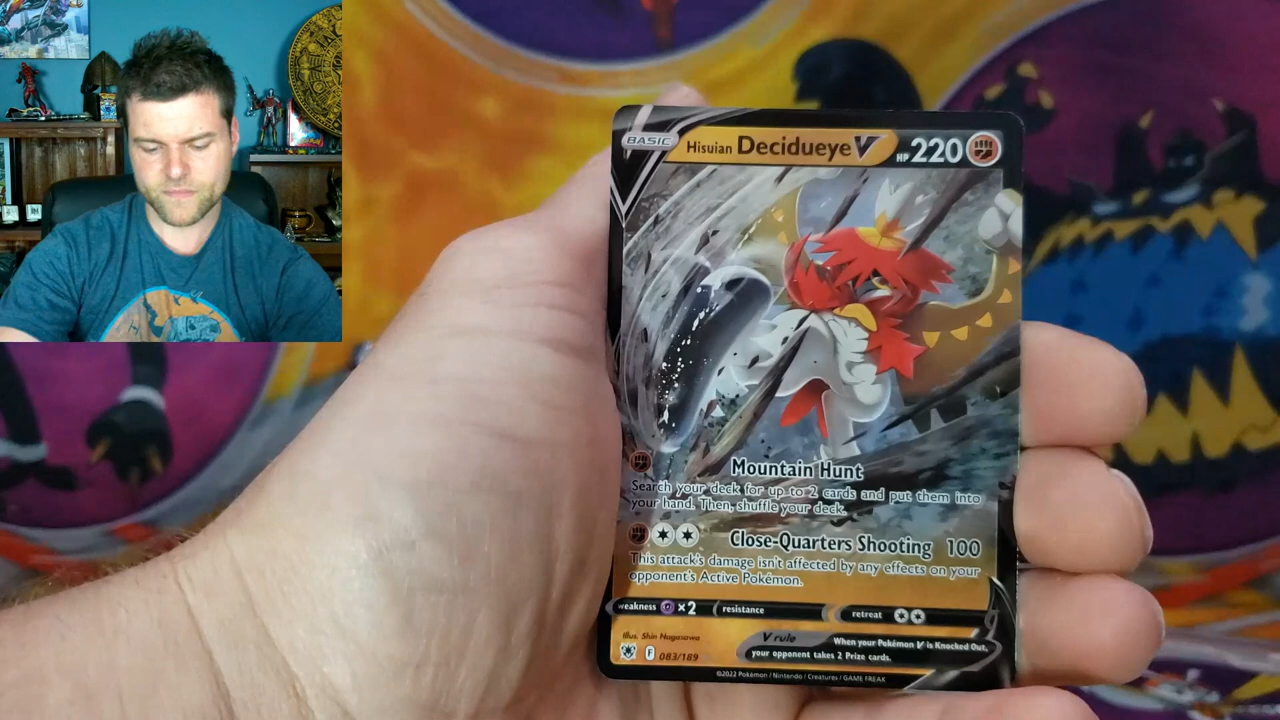 BASIC Hisuian Decidueye V HP 220
Mountain Hunt
Search your deck for up to 2 cards and put them into
your hand. Then, shuffle your deck.
Close-Quarters Shooting 100
This attack's damage isn't affected by any effects on your
opponent's Active Pokémon.
weakness ×2 resistance retreat
Illus. Shin Nagasawa
F 083/189
V rule When your Pokémon V is Knocked Out,
your opponent takes 2 Prize cards.
©2022 Pokémon / Nintendo / Creatures / GAME FREAK